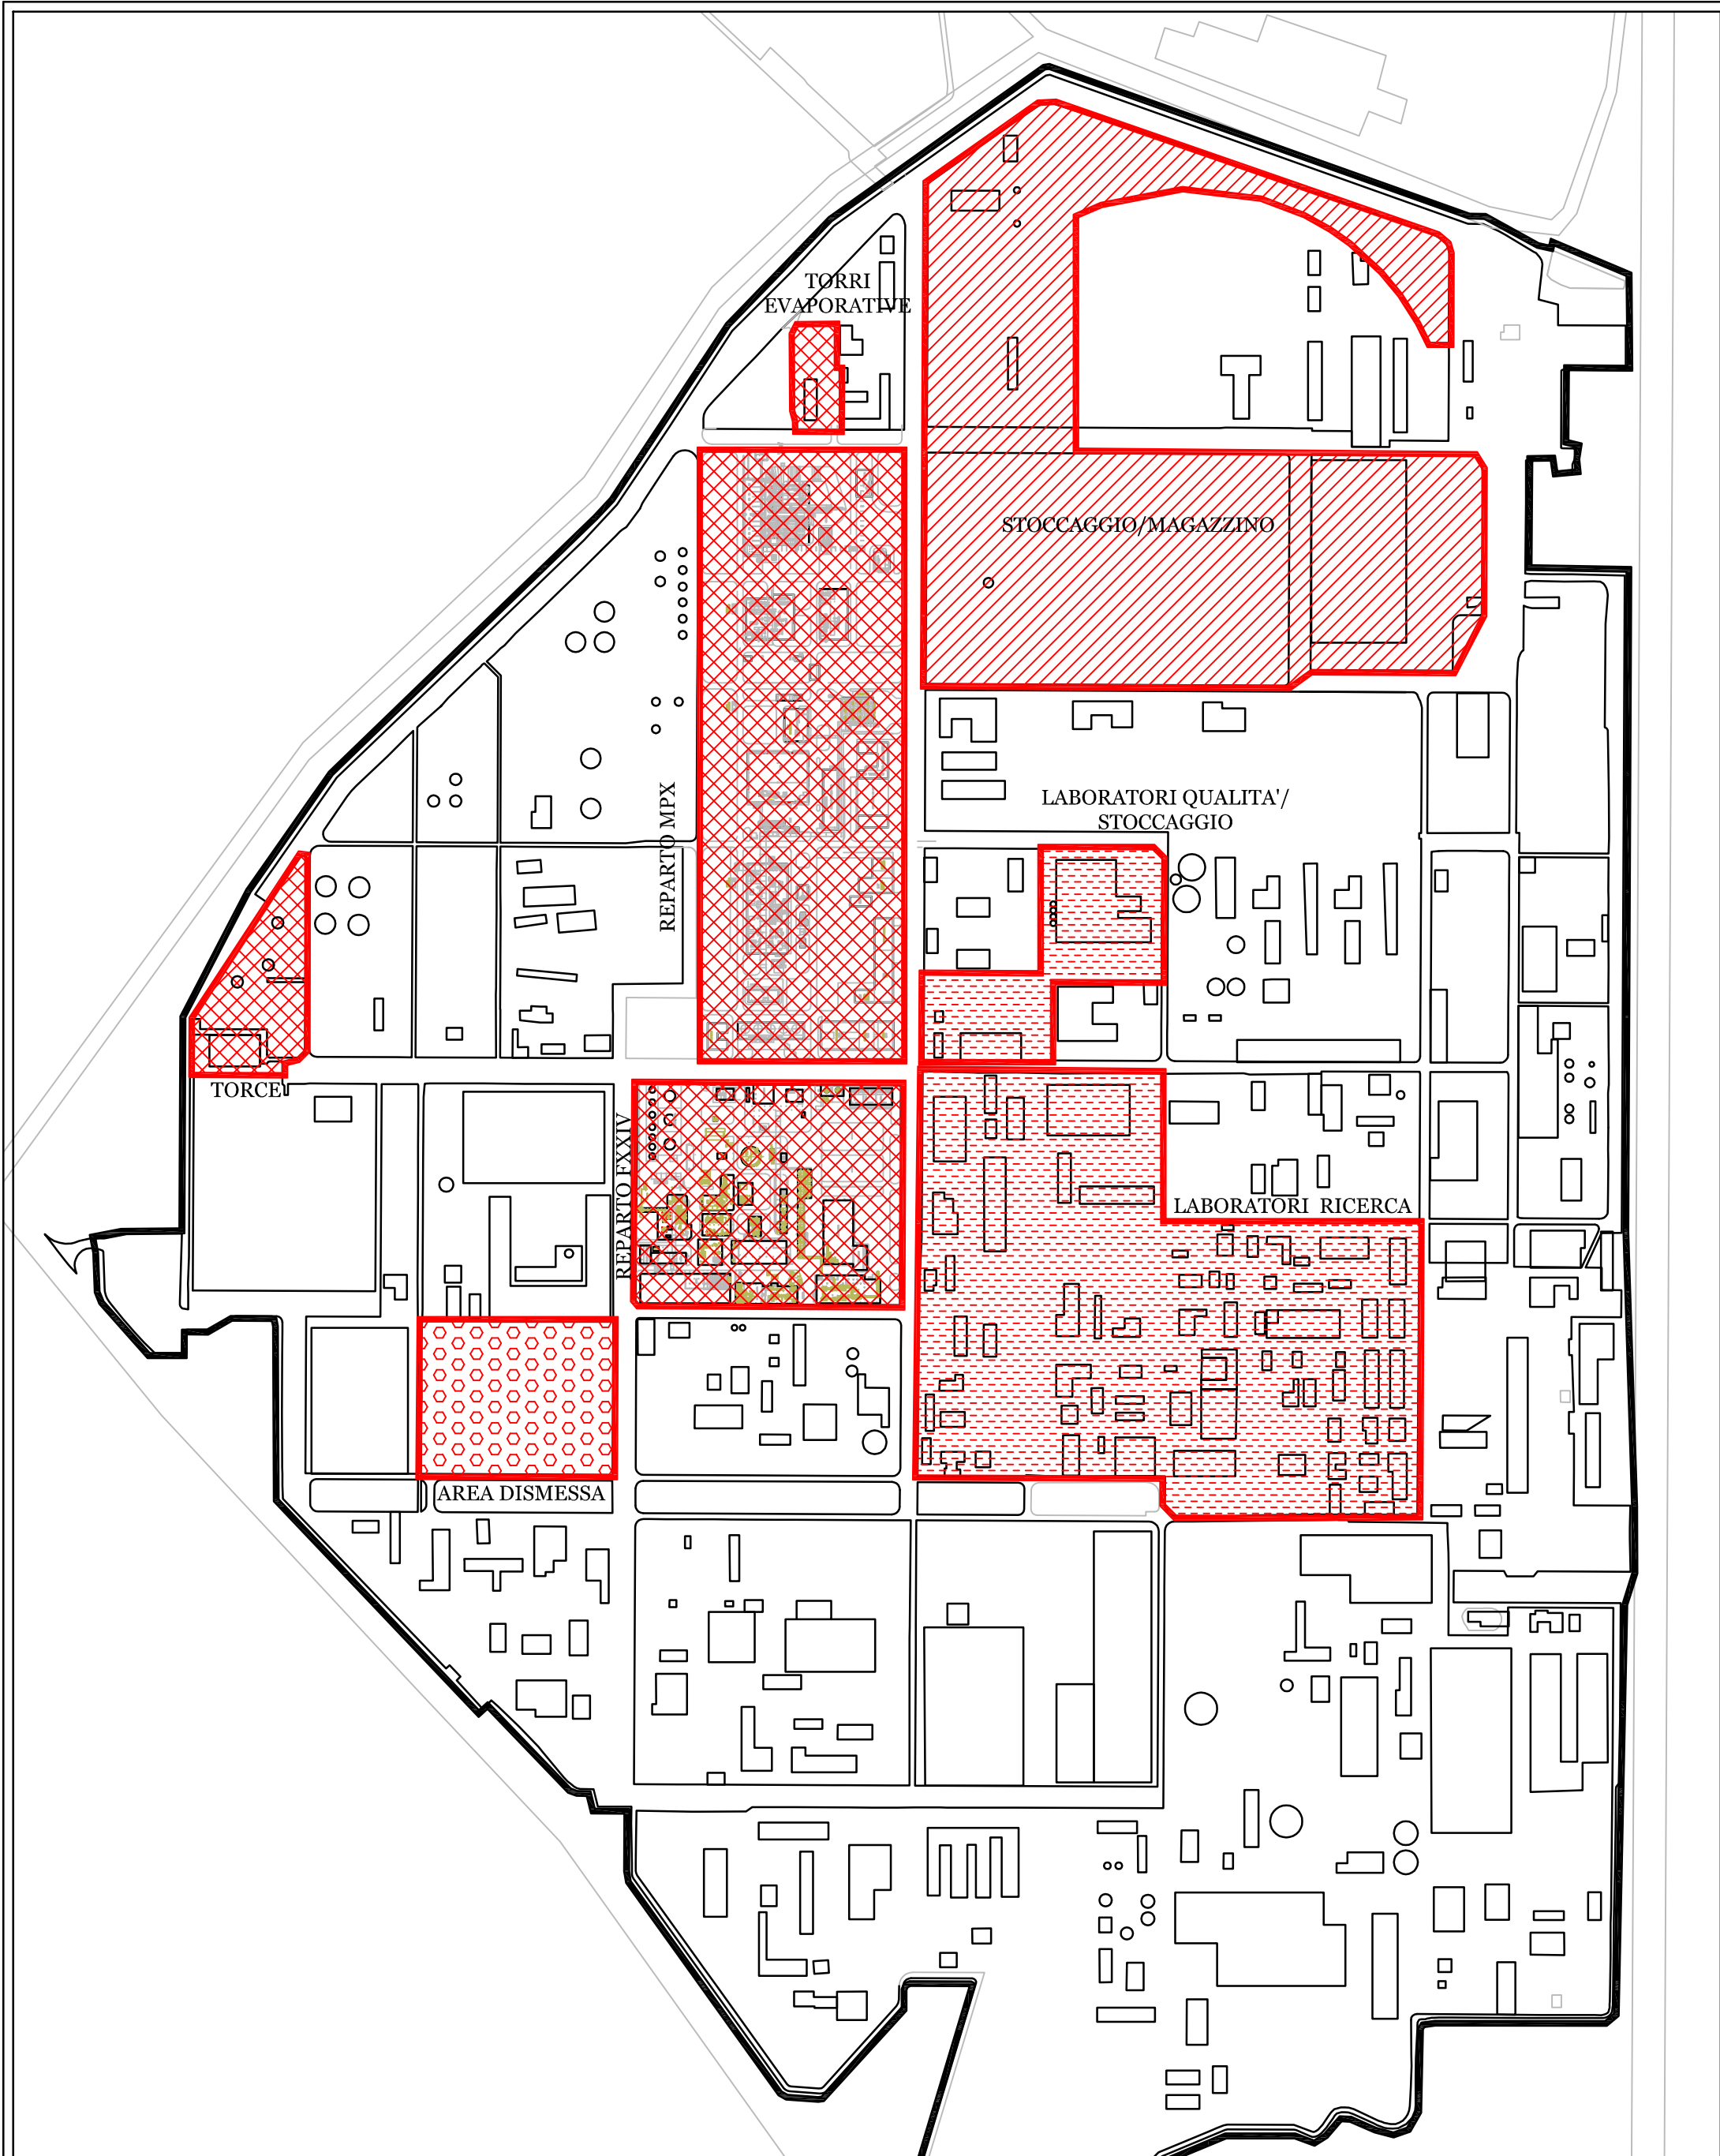 TORRI
EVAPORATIVE
STOCCAGGIO/MAGAZZINO
REPARTO MPX
LABORATORI QUALITA'/
STOCCAGGIO
TORCE
REPARTO FXXIV
LABORATORI RICERCA
AREA DISMESSA